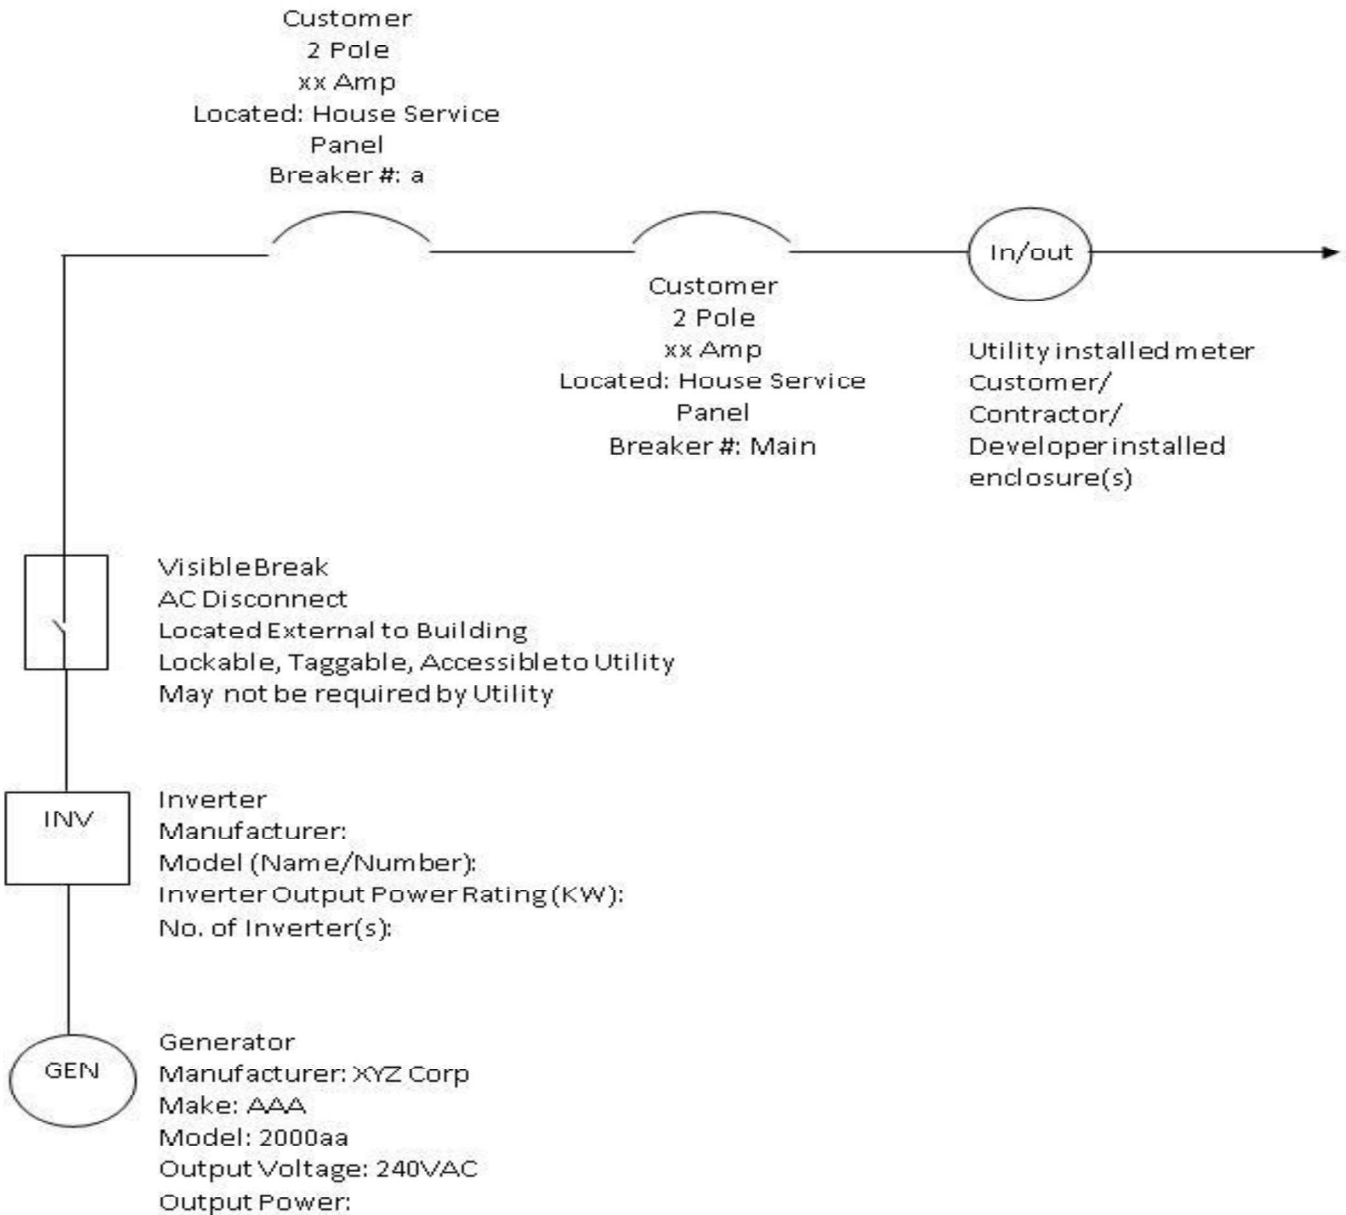 Customer
2 Pole
xx Amp
Located: House Service
Panel
Breaker #: a
In/out
Customer
2 Pole
xx Amp
Located: House Service
Panel
Breaker #: Main
Utility installed meter
Customer/
Contractor/
Developer installed
enclosure(s)
Visible Break
AC Disconnect
Located External to Building
Lockable, Taggable, Accessible to Utility
May not be required by Utility
INV
Inverter
Manufacturer:
Model (Name/Number):
Inverter Output Power Rating (KW):
No. of Inverter(s):
GEN
Generator
Manufacturer: XYZ Corp
Make: AAA
Model: 2000aa
Output Voltage: 240VAC
Output Power: